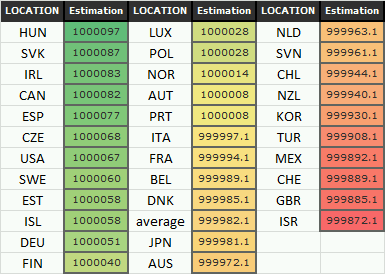 LOCATION Estimation LOCATION Estimation LOCATION Estimation
HUN 1000097 LUX 1000028 NLD 999963.1
SVK 1000087 POL 1000028 SVN 999961.1
IRL 1000083 NOR 1000014 CHL 999944.1
CAN 1000082 AUT 1000008 NZL 999940.1
ESP 1000077 PRT 1000008 KOR 999930.1
CZE 1000068 ITA 999997.1 TUR 999908.1
USA 1000067 FRA 999994.1 MEX 999892.1
SWE 1000060 BEL 999989.1 CHE 999889.1
EST 1000058 DNK 999985.1 GBR 999885.1
ISL 1000058 average 999982.1 ISR 999872.1
DEU 1000051 JPN 999981.1
FIN 1000040 AUS 999972.1